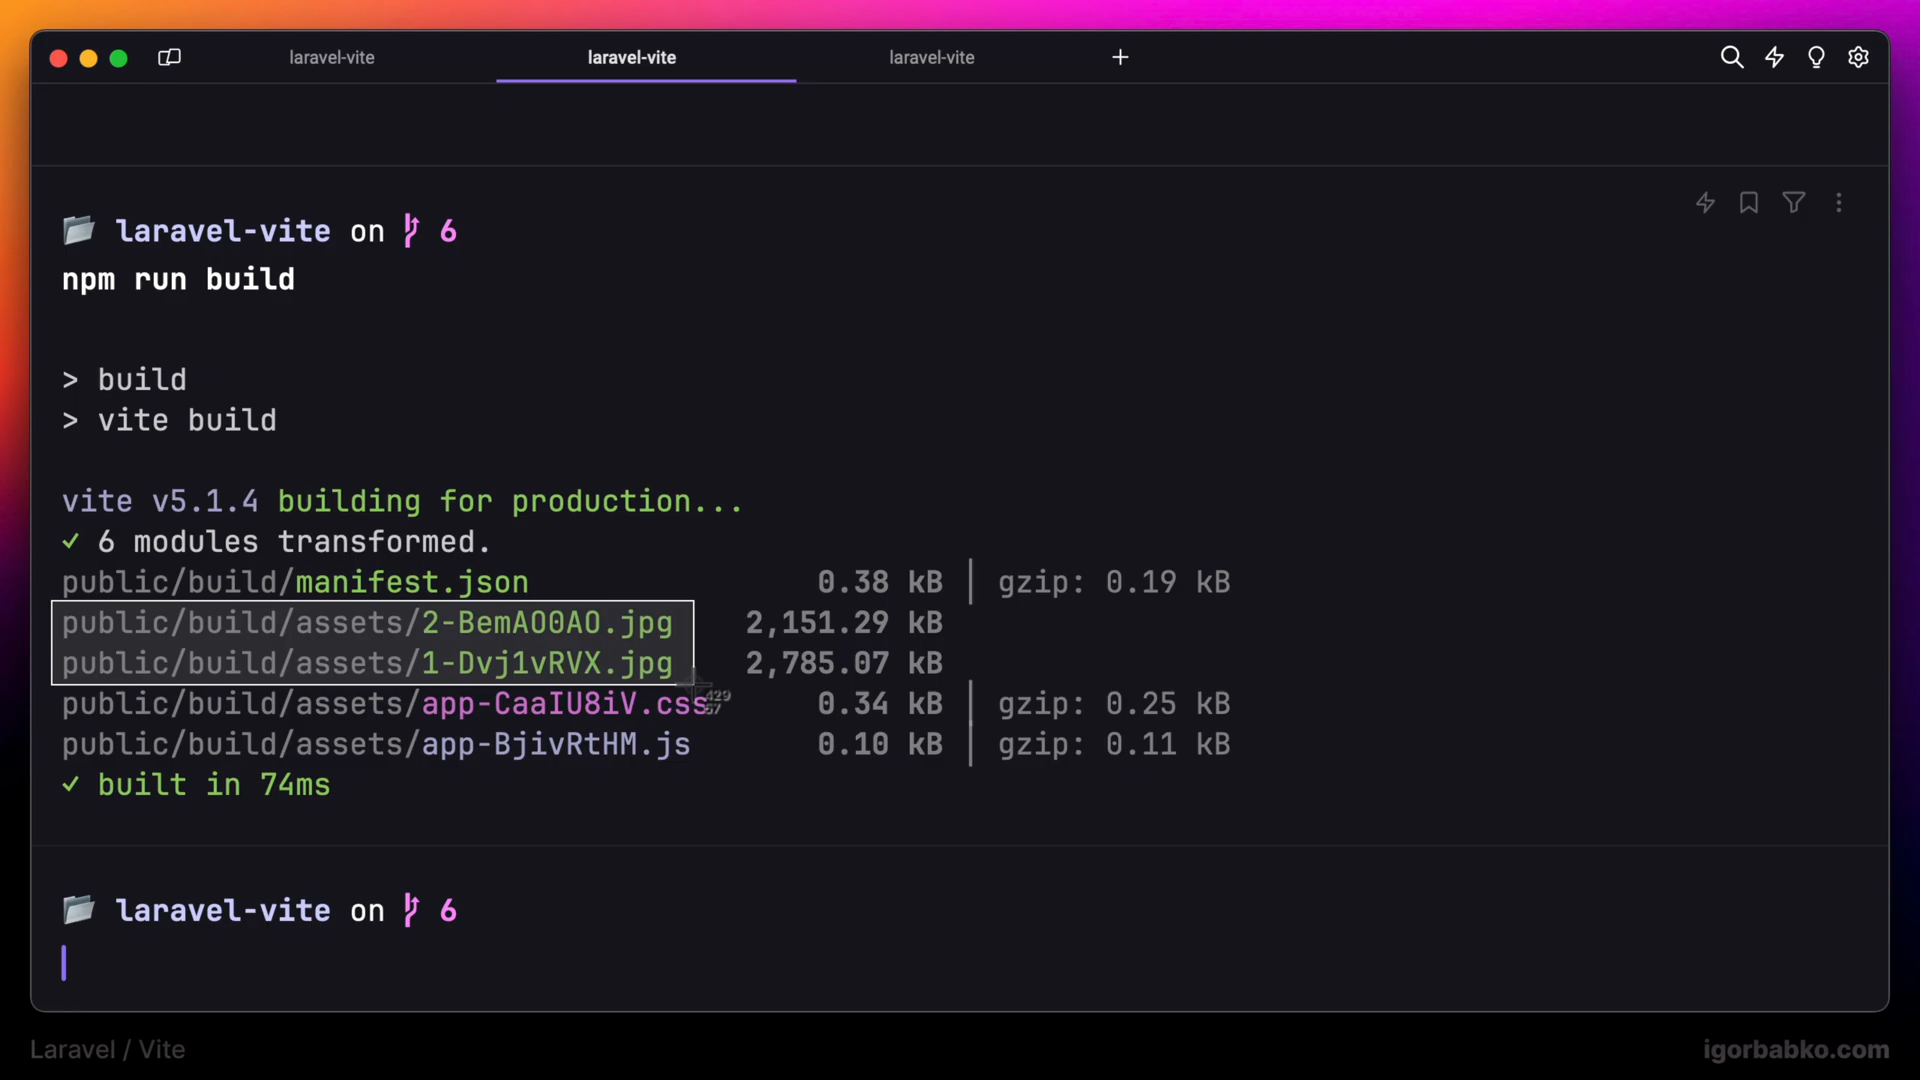 laravel-vite laravel-vite laravel-vite
laravel-vite on 6
npm run build
> build
> vite build
vite v5.1.4 building for production...
✓ 6 modules transformed.
public/build/manifest.json 0.38 kB │ gzip: 0.19 kB
public/build/assets/2-BemAO0AO.jpg 2,151.29 kB
public/build/assets/1-Dvj1vRVX.jpg 2,785.07 kB
429
57
public/build/assets/app-CaaIU8iV.css 0.34 kB │ gzip: 0.25 kB
public/build/assets/app-BjivRtHM.js 0.10 kB │ gzip: 0.11 kB
✓ built in 74ms
laravel-vite on 6
Laravel / Vite
igorbabko.com